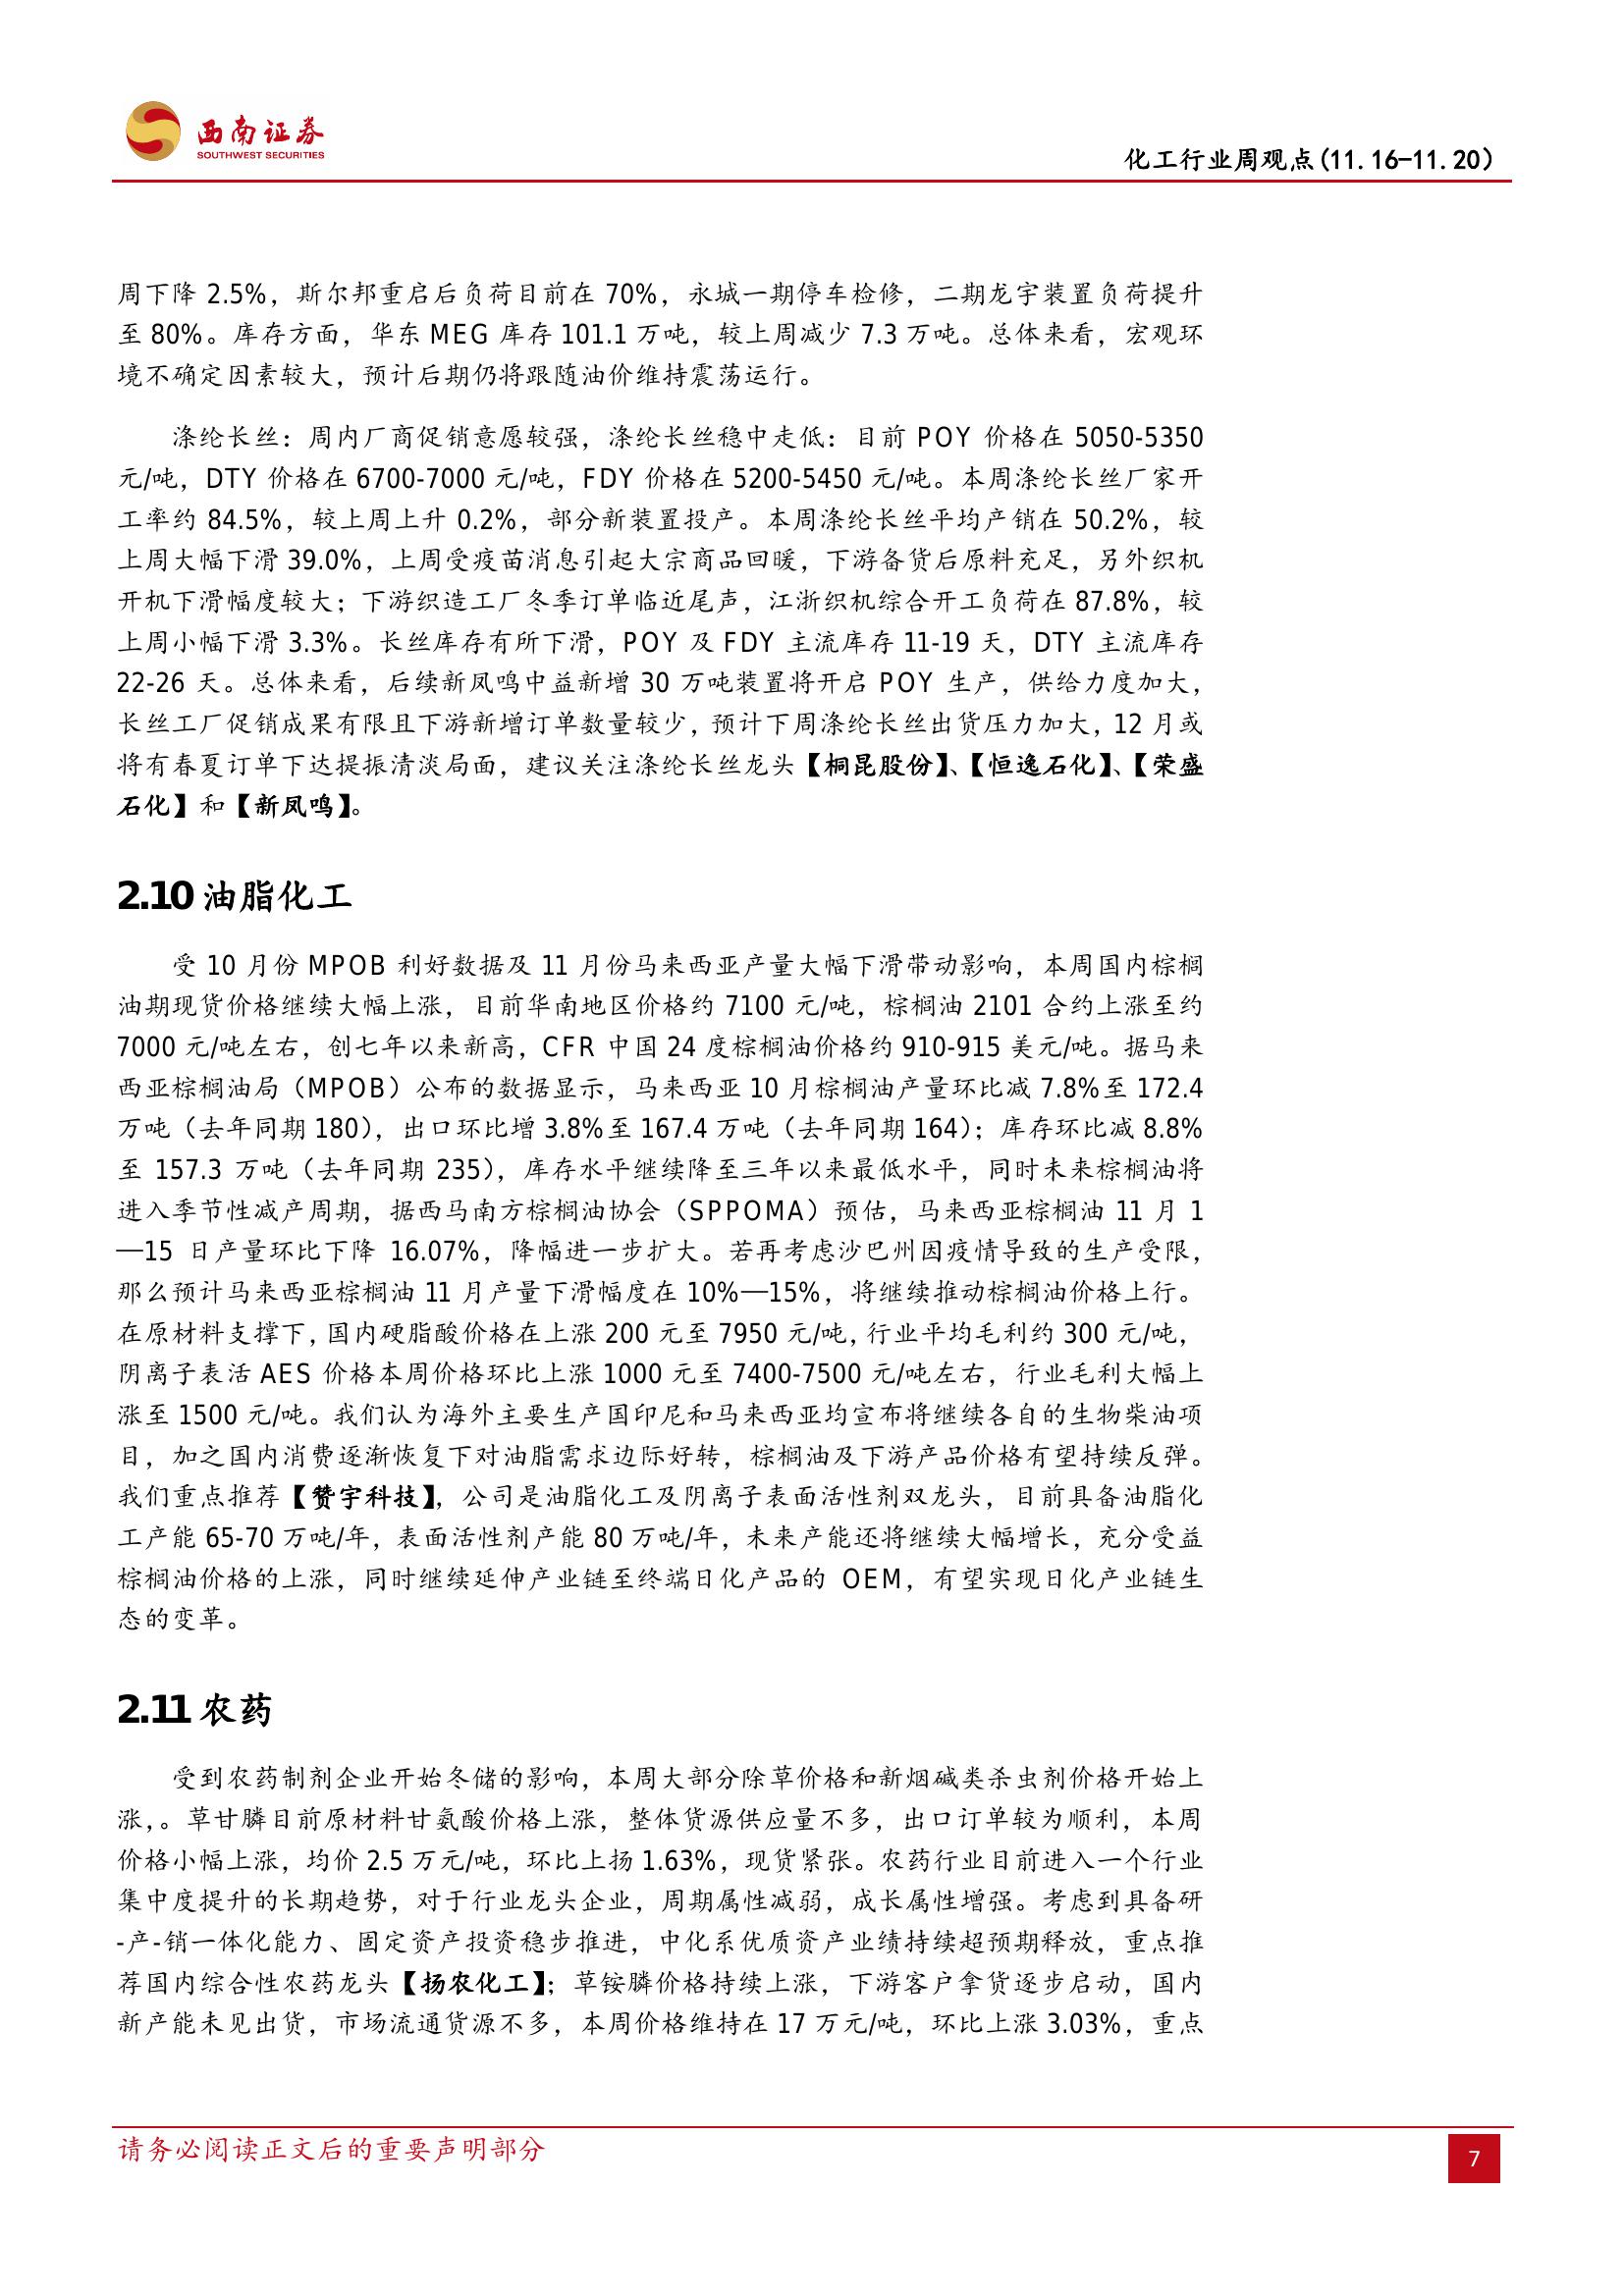 西南证券
SOUTHWEST SECURITIES
化工行业周观点(11.16-11.20)
周下降 2.5%，斯尔邦重启后负荷目前在 70%，永城一期停车检修，二期龙宇装置负荷提升
至 80%。库存方面，华东 MEG 库存 101.1 万吨，较上周减少 7.3 万吨。总体来看，宏观环
境不确定因素较大，预计后期仍将跟随油价维持震荡运行。
涤纶长丝：周内厂商促销意愿较强，涤纶长丝稳中走低：目前 POY 价格在 5050-5350
元/吨，DTY 价格在 6700-7000 元/吨，FDY 价格在 5200-5450 元/吨。本周涤纶长丝厂家开
工率约 84.5%，较上周上升 0.2%，部分新装置投产。本周涤纶长丝平均产销在 50.2%，较
上周大幅下滑 39.0%，上周受疫苗消息引起大宗商品回暖，下游备货后原料充足，另外织机
开机下滑幅度较大；下游织造工厂冬季订单临近尾声，江浙织机综合开工负荷在 87.8%，较
上周小幅下滑 3.3%。长丝库存有所下滑，POY 及 FDY 主流库存 11-19 天，DTY 主流库存
22-26 天。总体来看，后续新凤鸣中益新增 30 万吨装置将开启 POY 生产，供给力度加大，
长丝工厂促销成果有限且下游新增订单数量较少，预计下周涤纶长丝出货压力加大，12 月或
将有春夏订单下达提振清淡局面，建议关注涤纶长丝龙头【桐昆股份】、【恒逸石化】、【荣盛
石化】和【新凤鸣】。
2.10 油脂化工
受 10 月份 MPOB 利好数据及 11 月份马来西亚产量大幅下滑带动影响，本周国内棕榈
油期现货价格继续大幅上涨，目前华南地区价格约 7100 元/吨，棕榈油 2101 合约上涨至约
7000 元/吨左右，创七年以来新高，CFR 中国 24 度棕榈油价格约 910-915 美元/吨。据马来
西亚棕榈油局（MPOB）公布的数据显示，马来西亚 10 月棕榈油产量环比减 7.8%至 172.4
万吨（去年同期 180），出口环比增 3.8%至 167.4 万吨（去年同期 164）；库存环比减 8.8%
至 157.3 万吨（去年同期 235），库存水平继续降至三年以来最低水平，同时未来棕榈油将
进入季节性减产周期，据西马南方棕榈油协会（SPPOMA）预估，马来西亚棕榈油 11 月 1
—15 日产量环比下降 16.07%，降幅进一步扩大。若再考虑沙巴州因疫情导致的生产受限，
那么预计马来西亚棕榈油 11 月产量下滑幅度在 10%—15%，将继续推动棕榈油价格上行。
在原材料支撑下，国内硬脂酸价格在上涨 200 元至 7950 元/吨，行业平均毛利约 300 元/吨，
阴离子表活 AES 价格本周价格环比上涨 1000 元至 7400-7500 元/吨左右，行业毛利大幅上
涨至 1500 元/吨。我们认为海外主要生产国印尼和马来西亚均宣布将继续各自的生物柴油项
目，加之国内消费逐渐恢复下对油脂需求边际好转，棕榈油及下游产品价格有望持续反弹。
我们重点推荐【赞宇科技】，公司是油脂化工及阴离子表面活性剂双龙头，目前具备油脂化
工产能 65-70 万吨/年，表面活性剂产能 80 万吨/年，未来产能还将继续大幅增长，充分受益
棕榈油价格的上涨，同时继续延伸产业链至终端日化产品的 OEM，有望实现日化产业链生
态的变革。
2.11 农药
受到农药制剂企业开始冬储的影响，本周大部分除草价格和新烟碱类杀虫剂价格开始上
涨，。草甘膦目前原材料甘氨酸价格上涨，整体货源供应量不多，出口订单较为顺利，本周
价格小幅上涨，均价 2.5 万元/吨，环比上扬 1.63%，现货紧张。农药行业目前进入一个行业
集中度提升的长期趋势，对于行业龙头企业，周期属性减弱，成长属性增强。考虑到具备研
-产-销一体化能力、固定资产投资稳步推进，中化系优质资产业绩持续超预期释放，重点推
荐国内综合性农药龙头【扬农化工】；草铵膦价格持续上涨，下游客户拿货逐步启动，国内
新产能未见出货，市场流通货源不多，本周价格维持在 17 万元/吨，环比上涨 3.03%，重点
请务必阅读正文后的重要声明部分
7